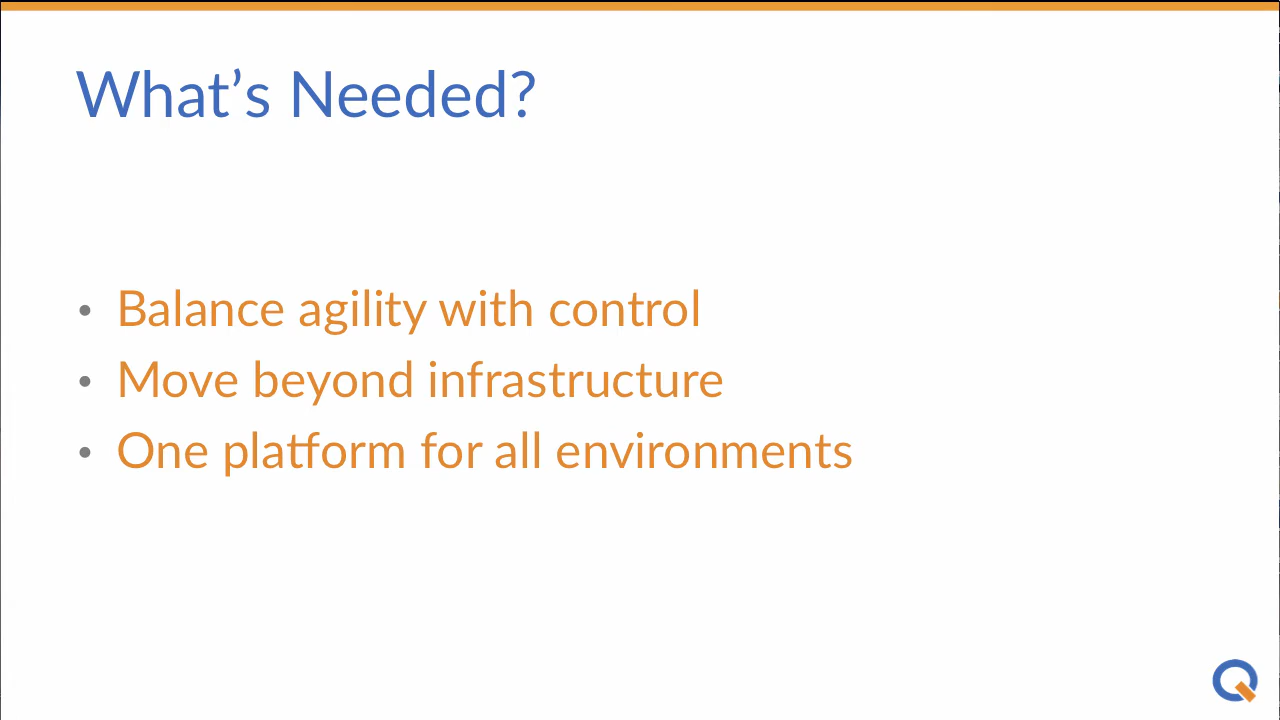 What’s Needed?
• Balance agility with control
• Move beyond infrastructure
• One platform for all environments